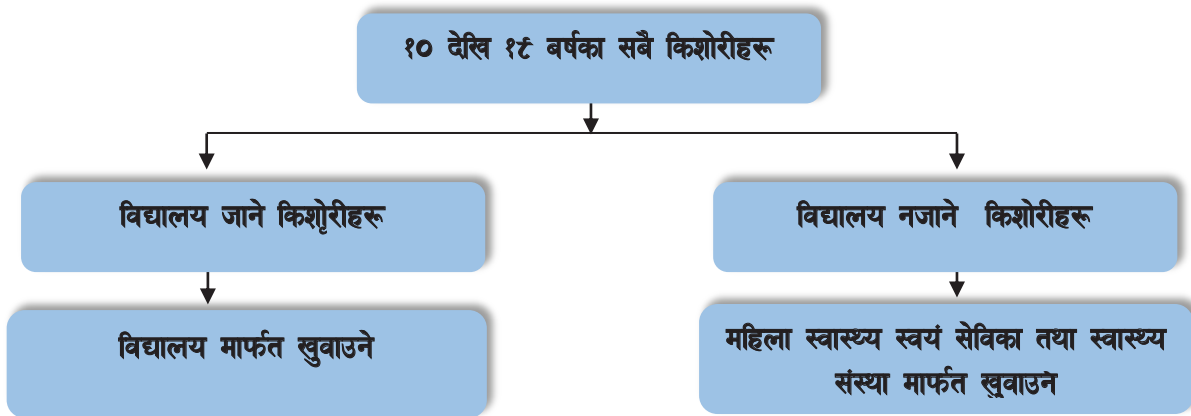 १० देखि १९ बर्षका सबै किशोरीहरू
विद्यालय जाने किशोृरीहरू
विद्यालय नजाने किशोरीहरू
विद्यालय मार्फत खुवाउने
महिला स्वास्थ्य स्वयं सेविका तथा स्वास्थ्य
संस्था मार्फत खुवाउने